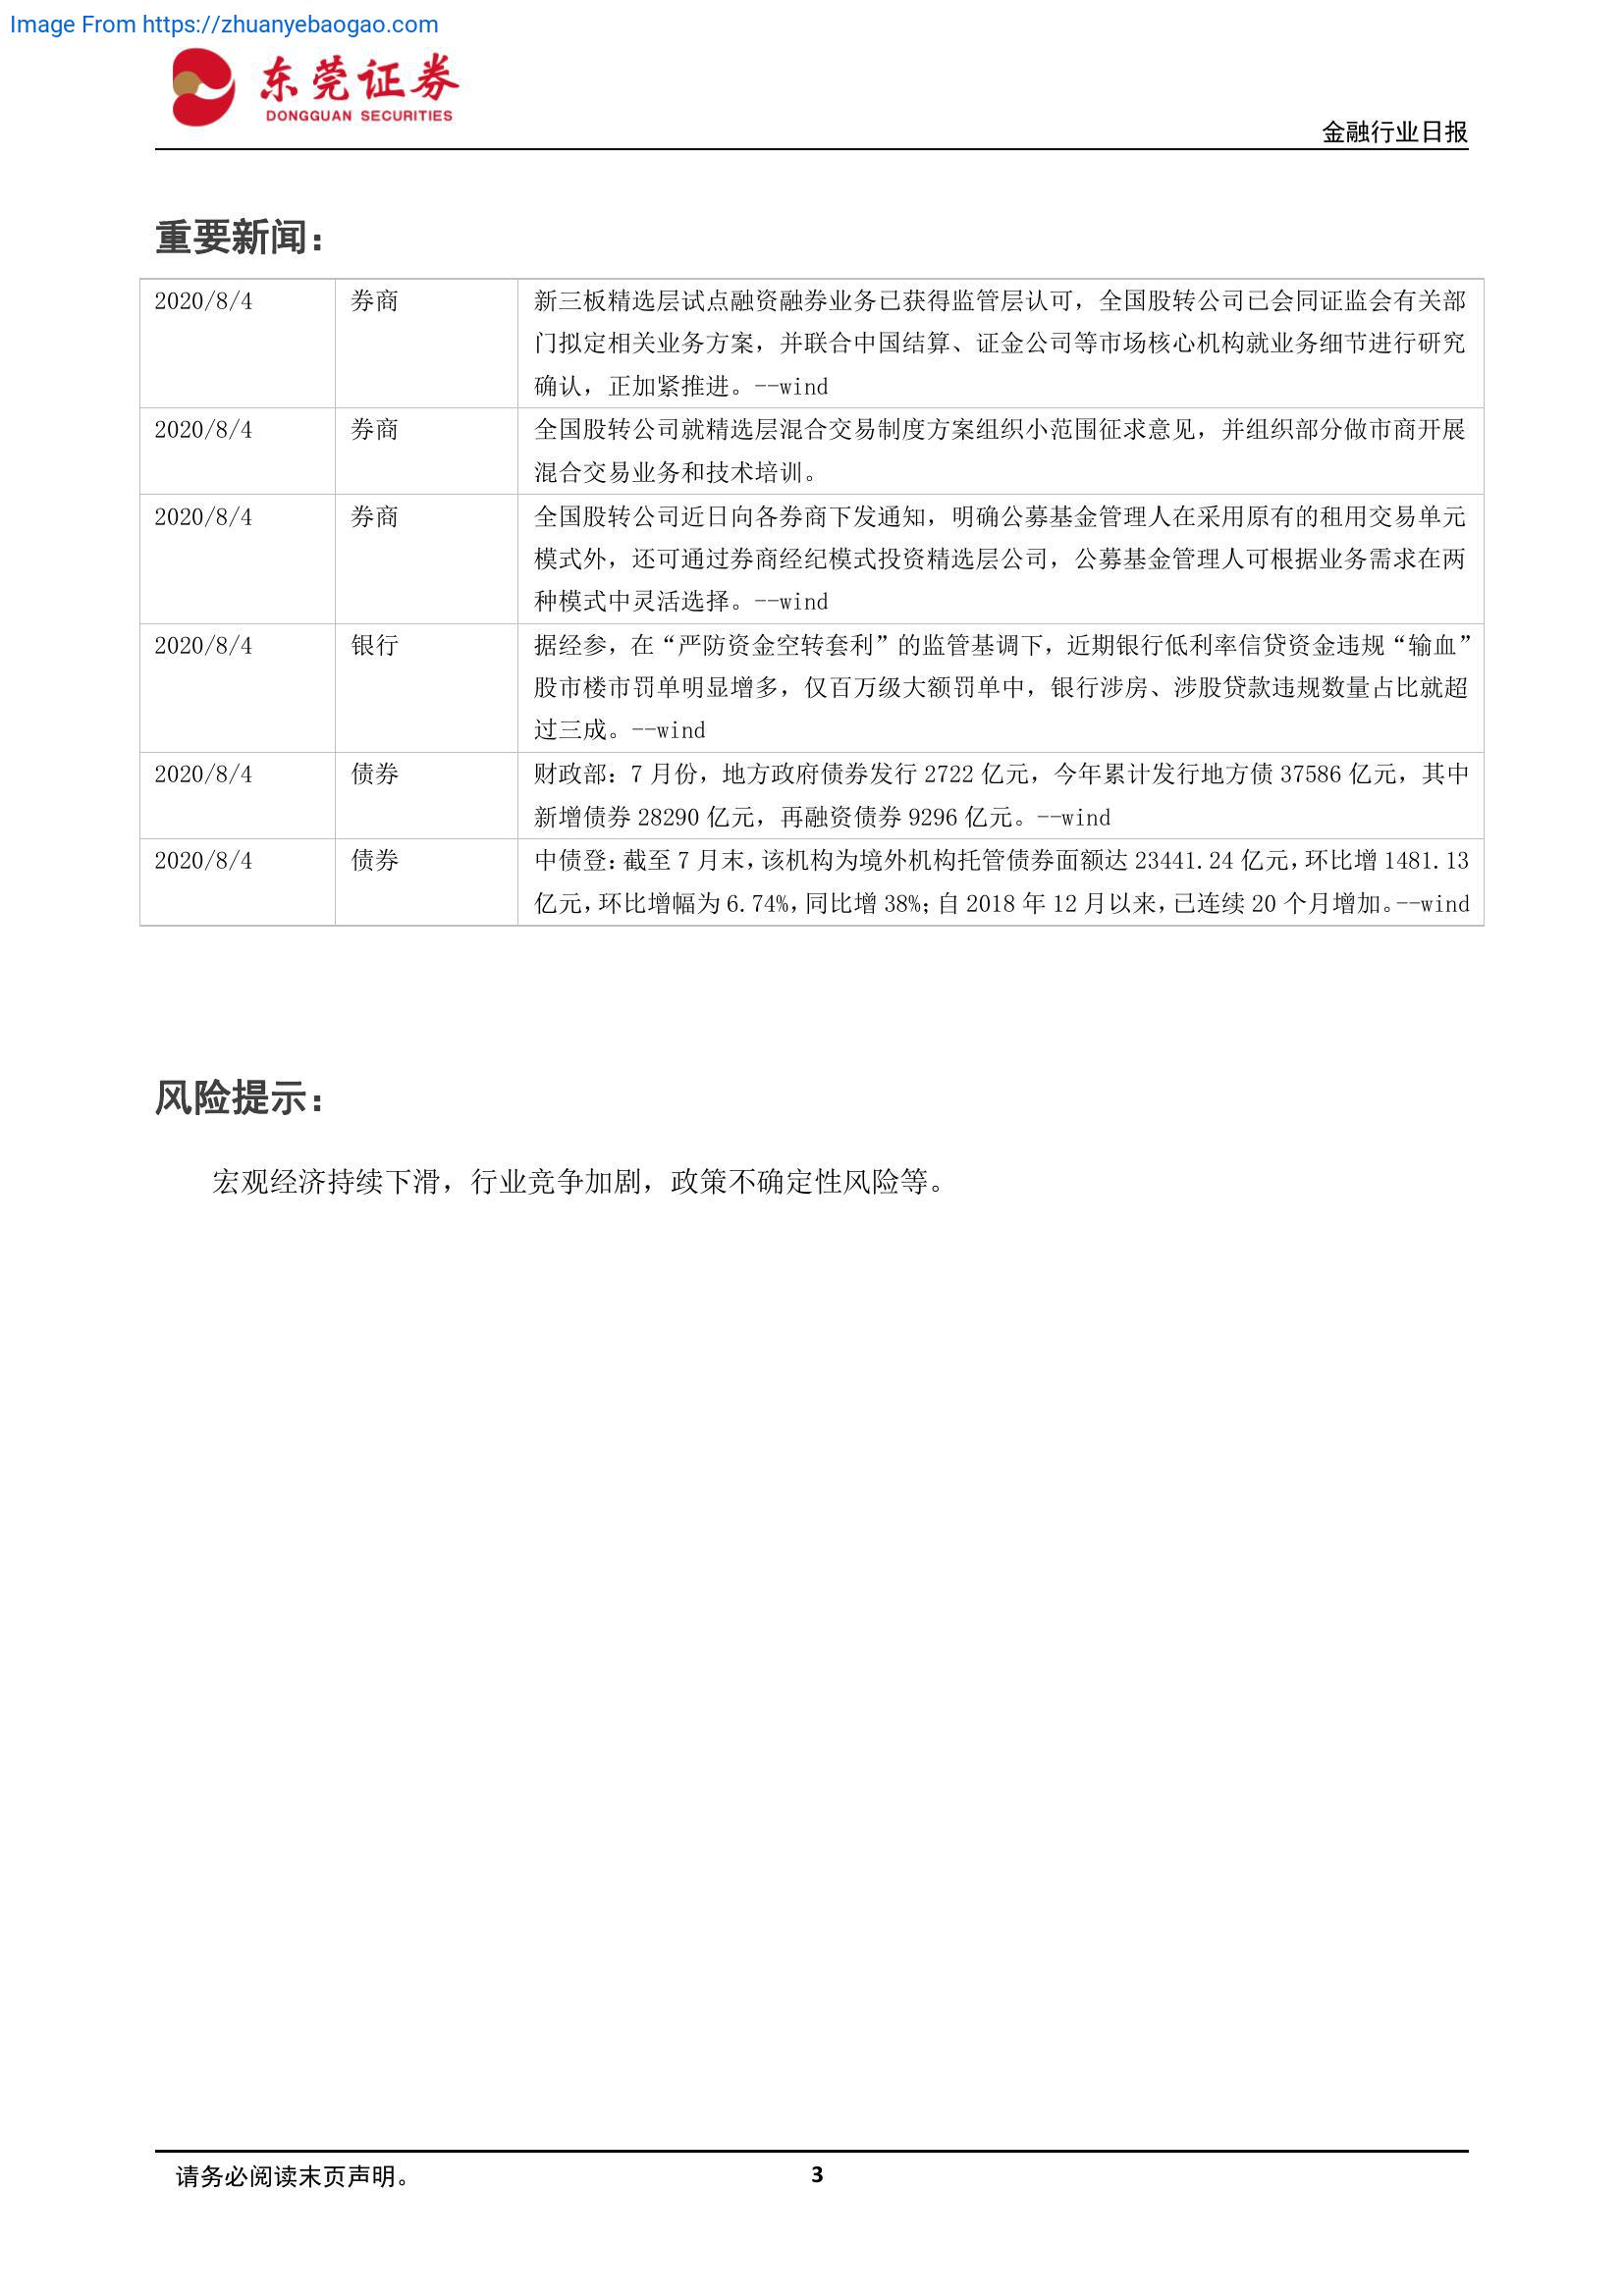 Image From https://zhuanyebaogao.com
东莞证券
DONGGUAN SECURITIES
金融行业日报
重要新闻：
2020/8/4 券商 新三板精选层试点融资融券业务已获得监管层认可，全国股转公司已会同证监会有关部
门拟定相关业务方案，并联合中国结算、证金公司等市场核心机构就业务细节进行研究
确认，正加紧推进。--wind
2020/8/4 券商 全国股转公司就精选层混合交易制度方案组织小范围征求意见，并组织部分做市商开展
混合交易业务和技术培训。
2020/8/4 券商 全国股转公司近日向各券商下发通知，明确公募基金管理人在采用原有的租用交易单元
模式外，还可通过券商经纪模式投资精选层公司，公募基金管理人可根据业务需求在两
种模式中灵活选择。--wind
2020/8/4 银行 据经参，在“严防资金空转套利”的监管基调下，近期银行低利率信贷资金违规“输血”
股市楼市罚单明显增多，仅百万级大额罚单中，银行涉房、涉股贷款违规数量占比就超
过三成。--wind
2020/8/4 债券 财政部：7 月份，地方政府债券发行 2722 亿元，今年累计发行地方债 37586 亿元，其中
新增债券 28290 亿元，再融资债券 9296 亿元。--wind
2020/8/4 债券 中债登：截至 7 月末，该机构为境外机构托管债券面额达 23441.24 亿元，环比增 1481.13
亿元，环比增幅为 6.74%，同比增 38%；自 2018 年 12 月以来，已连续 20 个月增加。--wind
风险提示：
宏观经济持续下滑，行业竞争加剧，政策不确定性风险等。
请务必阅读末页声明。
3